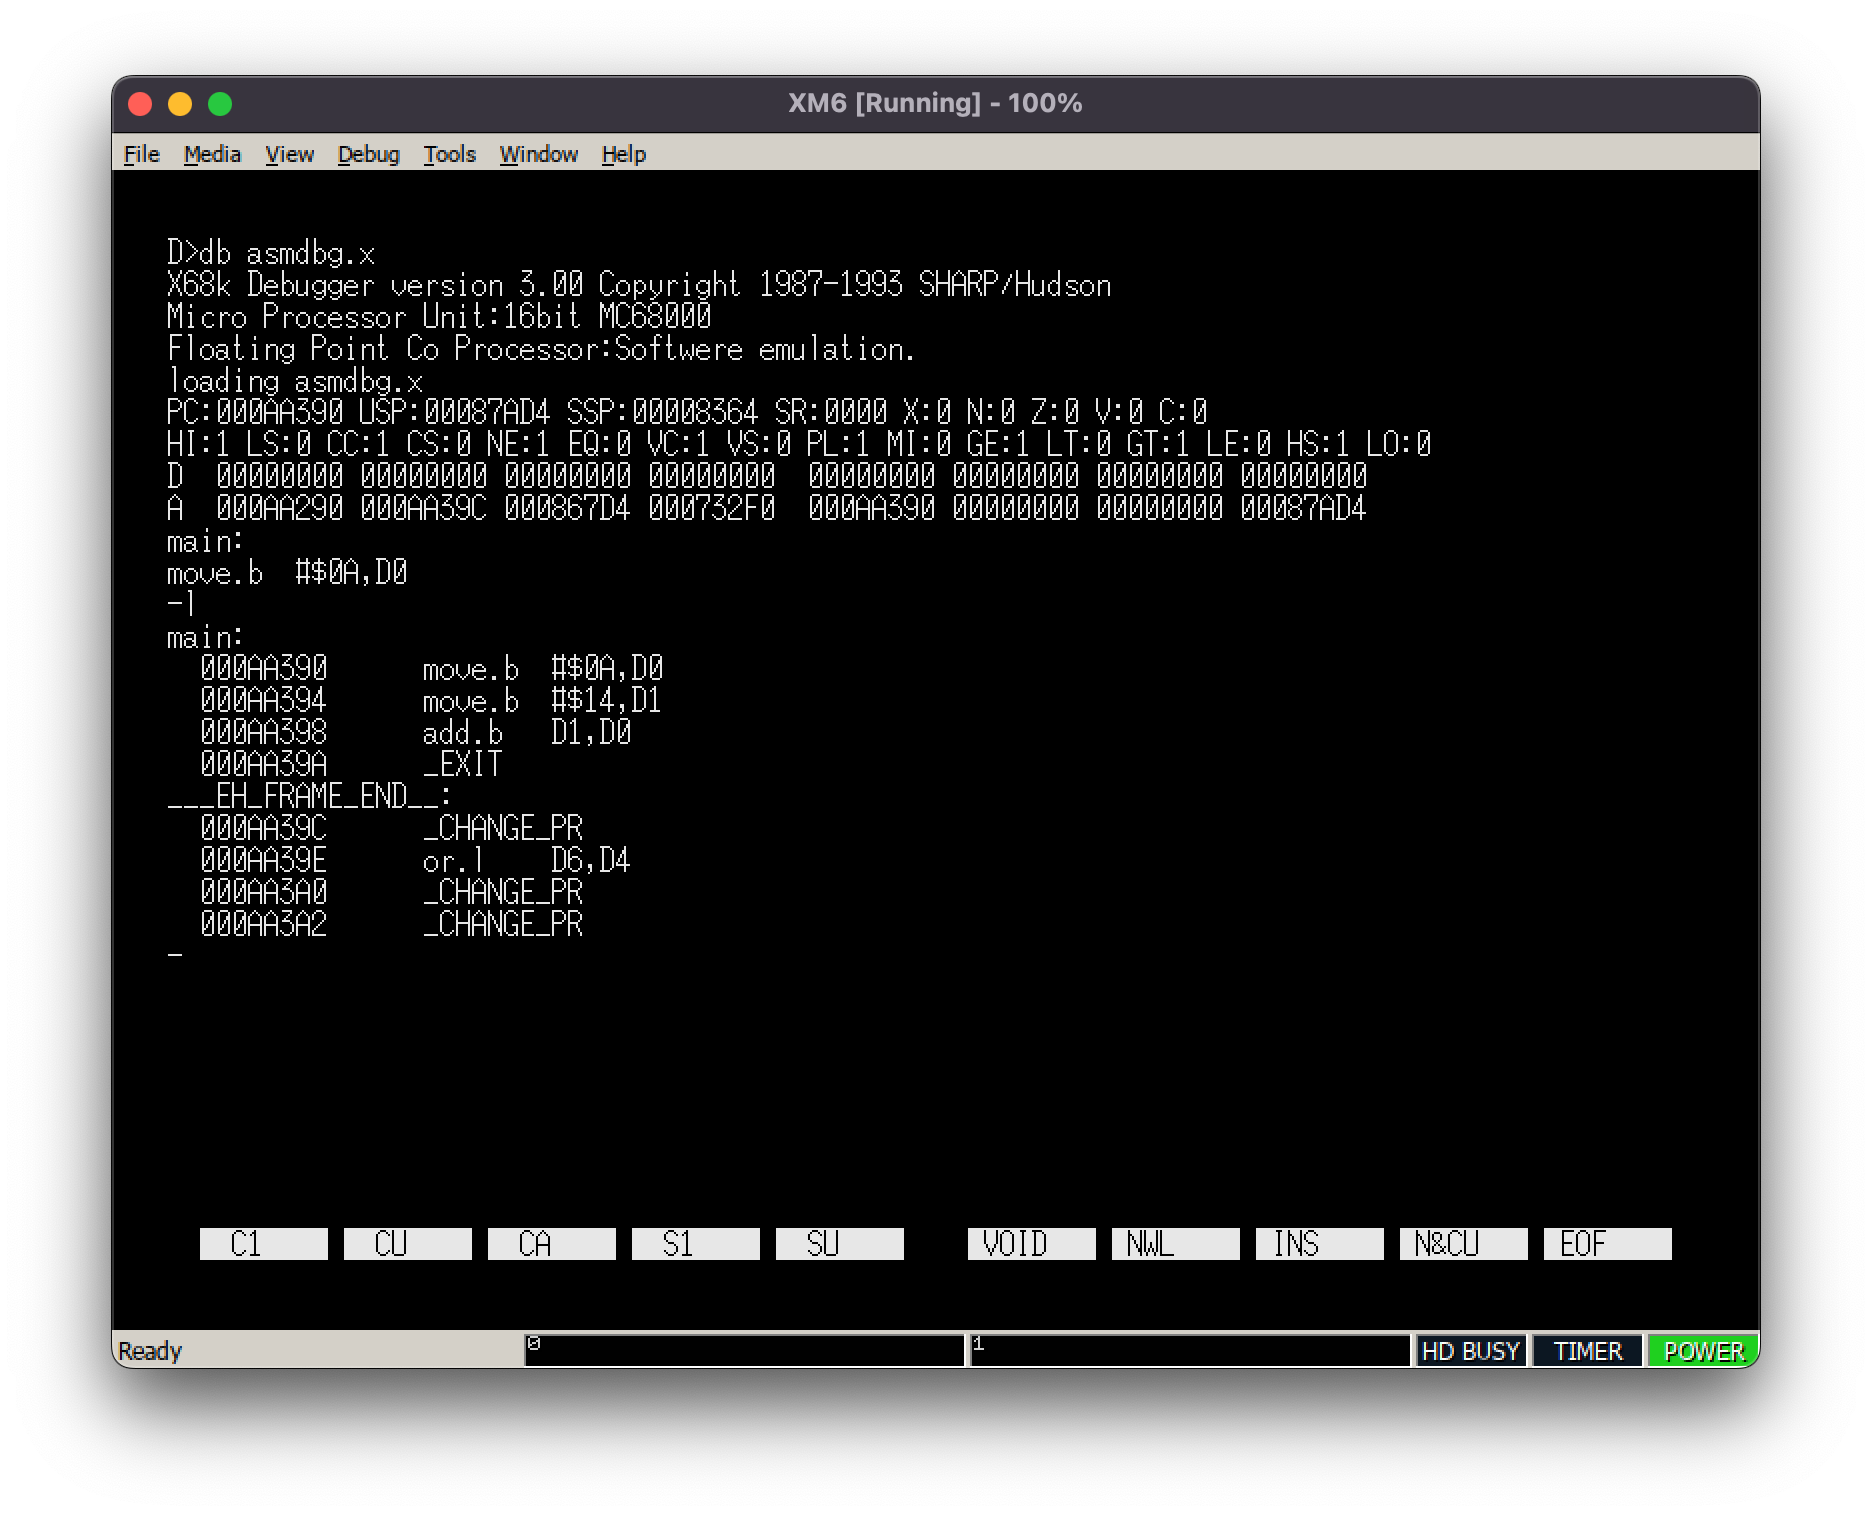 XM6 [Running] - 100%
File Media View Debug Tools Window Help
D>db asmdbg.x
X68k Debugger version 3.00 Copyright 1987-1993 SHARP/Hudson
Micro Processor Unit:16bit MC68000
Floating Point Co Processor:Softwere emulation.
loading asmdbg.x
PC:000AA390 USP:00087AD4 SSP:00008364 SR:0000 X:0 N:0 Z:0 V:0 C:0
HI:1 LS:0 CC:1 CS:0 NE:1 EQ:0 VC:1 VS:0 PL:1 MI:0 GE:1 LT:0 GT:1 LE:0 HS:1 LO:0
D  00000000 00000000 00000000 00000000  00000000 00000000 00000000 00000000
A  000AA290 000AA39C 000867D4 000732F0  000AA390 00000000 00000000 00087AD4
main:
move.b  #$0A,D0
-l
main:
  000AA390      move.b  #$0A,D0
  000AA394      move.b  #$14,D1
  000AA398      add.b   D1,D0
  000AA39A      _EXIT
___EH_FRAME_END__:
  000AA39C      _CHANGE_PR
  000AA39E      or.l    D6,D4
  000AA3A0      _CHANGE_PR
  000AA3A2      _CHANGE_PR
-
C1 CU CA S1 SU VOID NWL INS N&CU EOF
Ready 0 1 HD BUSY TIMER POWER